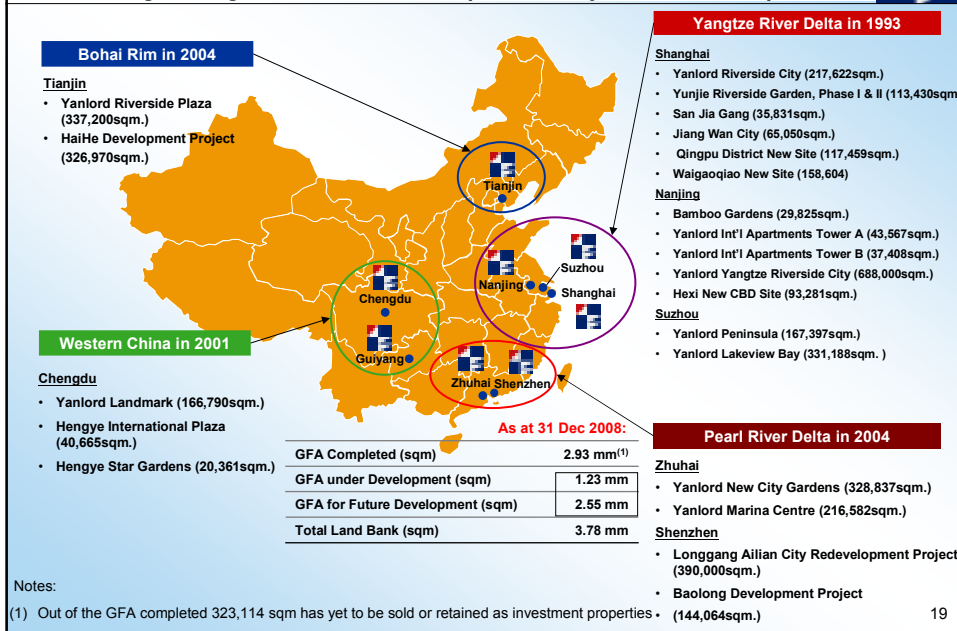 Yangtze River Delta in 1993
Bohai Rim in 2004
Tianjin
• Yanlord Riverside Plaza
(337,200sqm.)
• HaiHe Development Project
(326,970sqm.)
Shanghai
• Yanlord Riverside City (217,622sqm.)
• Yunjie Riverside Garden, Phase I & II (113,430sqm
• San Jia Gang (35,831sqm.)
• Jiang Wan City (65,050sqm.)
• Qingpu District New Site (117,459sqm.)
• Waigaoqiao New Site (158,604)
Nanjing
• Bamboo Gardens (29,825sqm.)
• Yanlord Int'l Apartments Tower A (43,567sqm.)
• Yanlord Int'l Apartments Tower B (37,408sqm.)
• Yanlord Yangtze Riverside City (688,000sqm.)
• Hexi New CBD Site (93,281sqm.)
Suzhou
• Yanlord Peninsula (167,397sqm.)
• Yanlord Lakeview Bay (331,188sqm. )
Tianjin
Suzhou
Nanjing
Shanghai
Chengdu
Guiyang
Zhuhai Shenzhen
Western China in 2001
Chengdu
• Yanlord Landmark (166,790sqm.)
• Hengye International Plaza
(40,665sqm.)
• Hengye Star Gardens (20,361sqm.)
As at 31 Dec 2008:
GFA Completed (sqm) 2.93 mm(1)
GFA under Development (sqm) 1.23 mm
GFA for Future Development (sqm) 2.55 mm
Total Land Bank (sqm) 3.78 mm
Pearl River Delta in 2004
Zhuhai
• Yanlord New City Gardens (328,837sqm.)
• Yanlord Marina Centre (216,582sqm.)
Shenzhen
• Longgang Ailian City Redevelopment Project
(390,000sqm.)
• Baolong Development Project
• (144,064sqm.)
Notes:
(1) Out of the GFA completed 323,114 sqm has yet to be sold or retained as investment properties
19